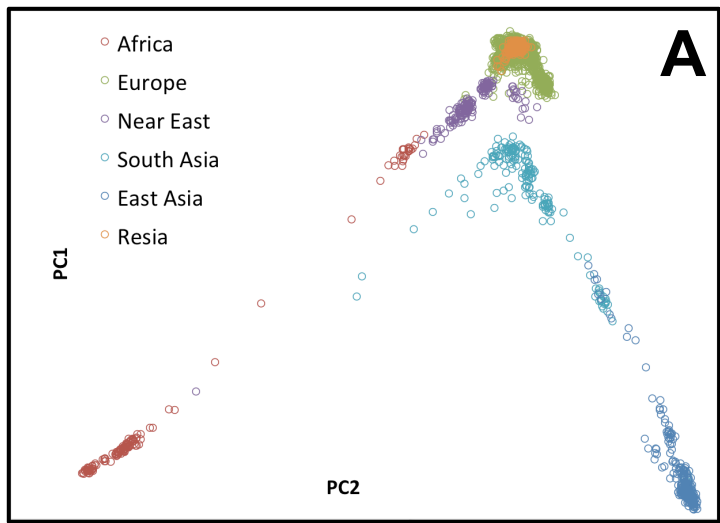 A
Africa
Europe
Near East
South Asia
East Asia
Resia
PC1
PC2